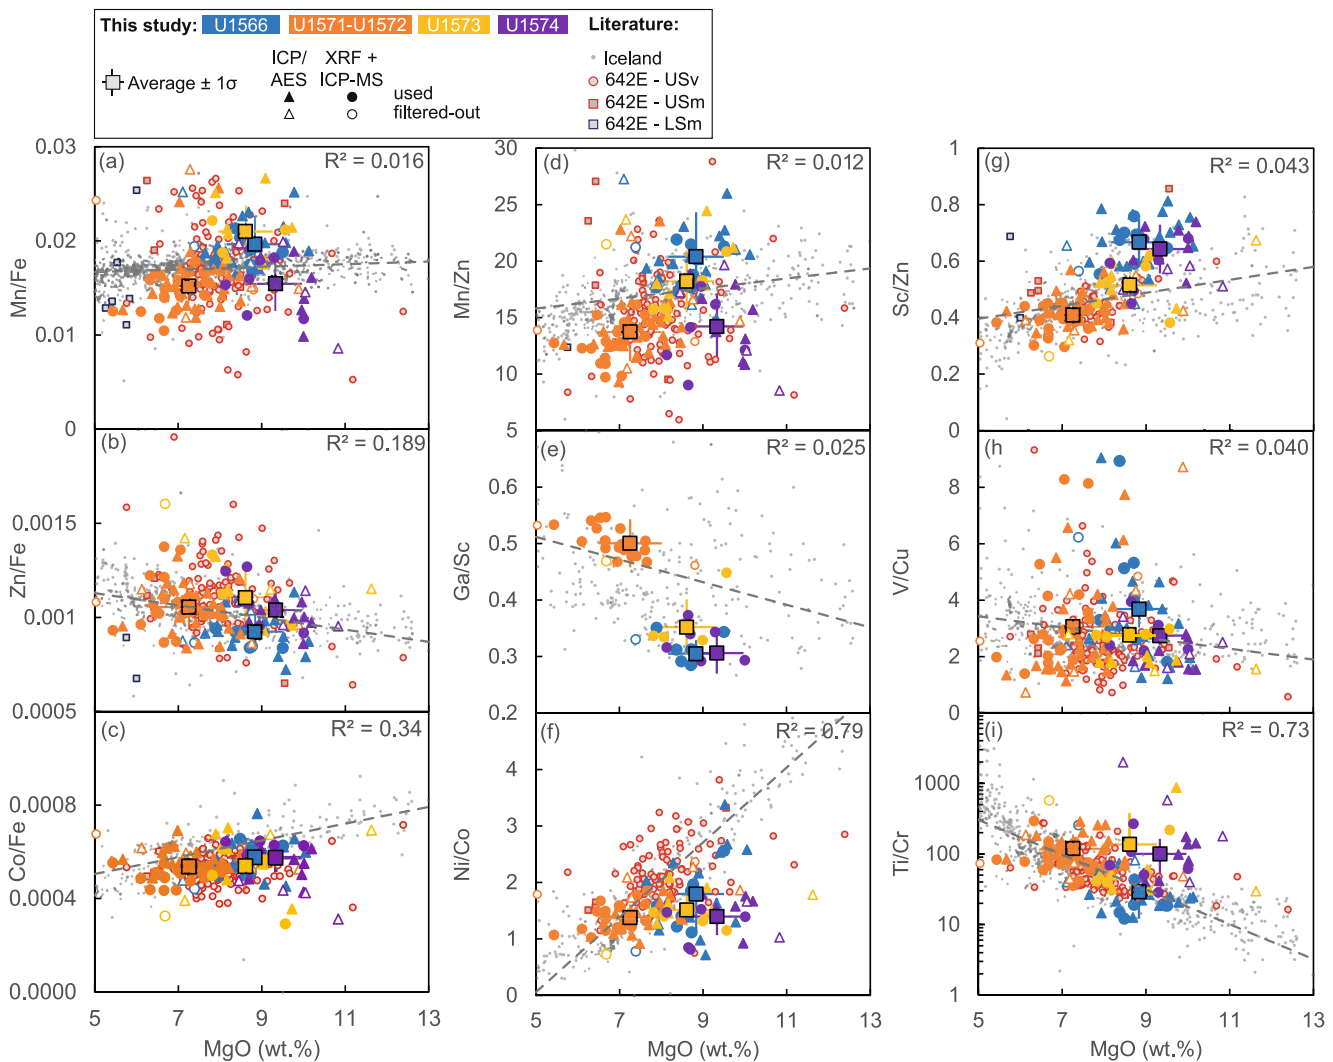 This study: U1566 U1571-U1572 U1573 U1574 Literature:
ICP/ XRF + Iceland
AES ICP-MS 642E - USv
Average ± 1σ used 642E - USm
filtered-out 642E - LSm
(a) R² = 0.016
0.03
0.02
0.01
0
Mn/Fe
(b) R² = 0.189
0.0015
0.001
0.0005
Zn/Fe
(c) R² = 0.34
0.0008
0.0004
0.0000
Co/Fe
5 7 9 11 13
MgO (wt.%)
(d) R² = 0.012
30
25
20
15
10
5
Mn/Zn
(e) R² = 0.025
0.6
0.5
0.4
0.3
0.2
Ga/Sc
(f) R² = 0.79
4
3
2
1
0
Ni/Co
5 7 9 11 13
MgO (wt.%)
(g) R² = 0.043
1
0.8
0.6
0.4
0.2
Sc/Zn
(h R² = 0.040
8
6
4
2
0
V/Cu
(i) R² = 0.73
1000
100
10
1
Ti/Cr
5 7 9 11 13
MgO (wt.%)